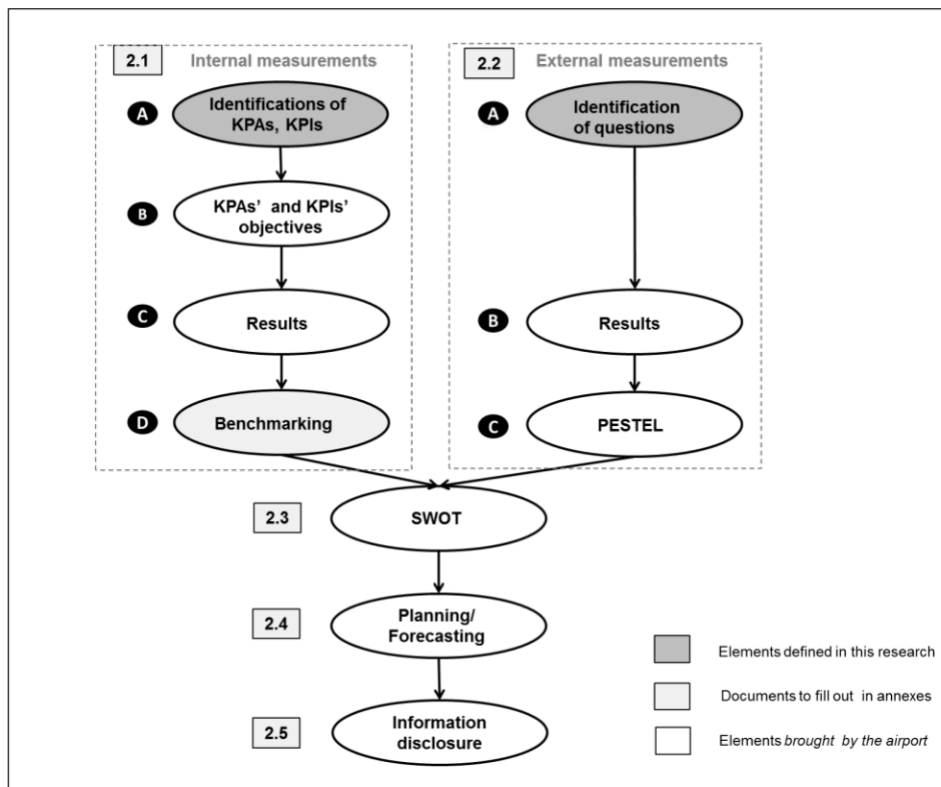 2.1 Internal measurements
A
Identifications of
KPAs, KPIs
B
KPAs' and KPIs'
objectives
C
Results
D
Benchmarking
2.2 External measurements
A
Identification
of questions
B
Results
C
PESTEL
2.3
SWOT
2.4
Planning/
Forecasting
2.5
Information
disclosure
Elements defined in this research
Documents to fill out in annexes
Elements brought by the airport